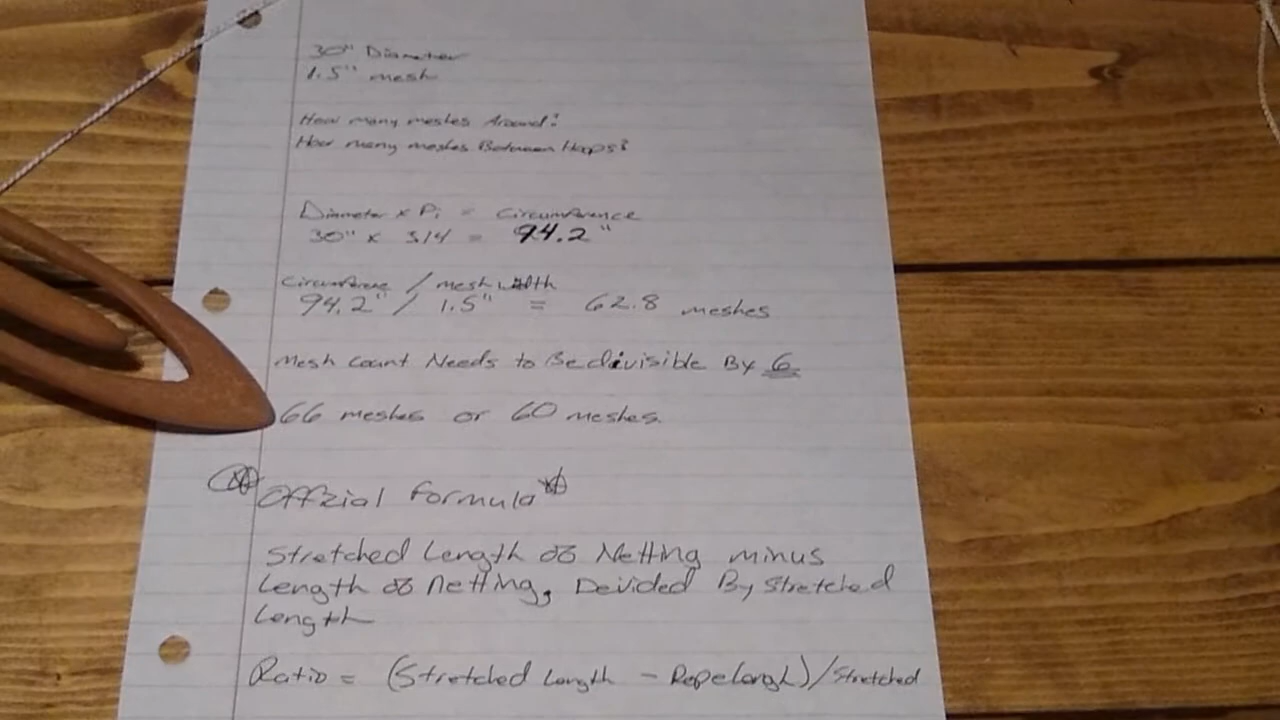 30" Diameter
1.5" mesh
How many meshes Around?
How many meshes Between Hoops?
Diameter x Pi = Circumference
30" x 3.14 = 94.2"
Circumference / mesh width
94.2" / 1.5" = 62.8 meshes
Mesh Count Needs to Be divisible By 6
66 meshes or 60 meshes.
Offzial Formula
Stretched Length of Netting minus
Length of netting, Devided By Stretched
Length
Ratio = (Stretched Length - Rope Length) / Stretched